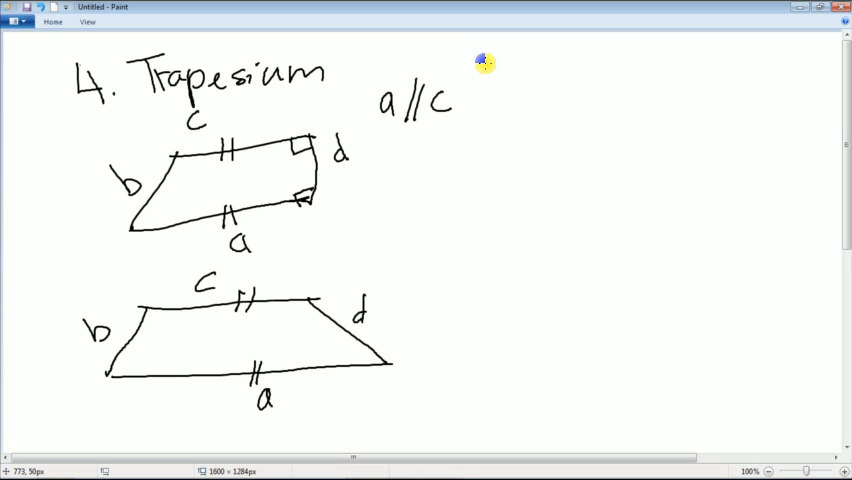 Untitled - Paint
Home View
4. Trapesium
a // c
c
b
d
a
c
b
d
a
773, 50px
1600 × 1284px
100%